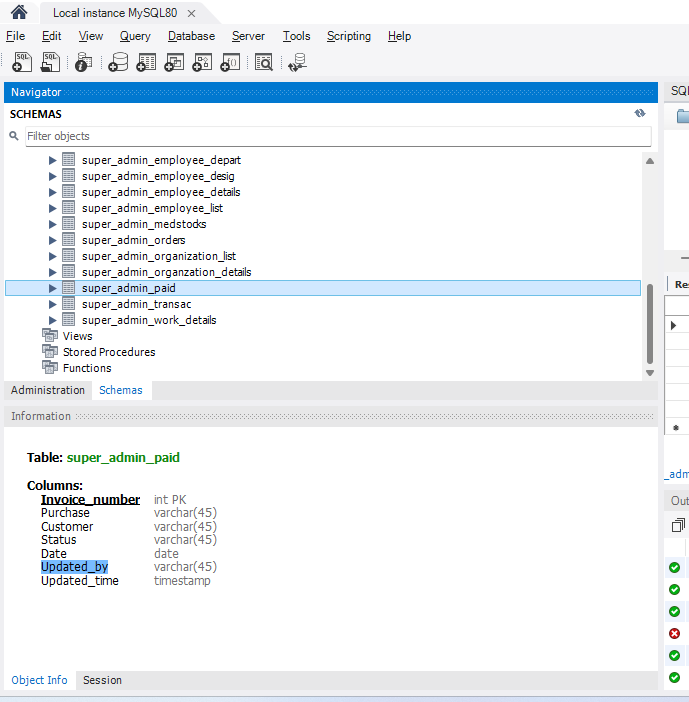 Local instance MySQL80
File Edit View Query Database Server Tools Scripting Help
SQL
Navigator
SCHEMAS
Filter objects
super_admin_employee_depart
super_admin_employee_desig
super_admin_employee_details
super_admin_employee_list
super_admin_medstocks
super_admin_orders
super_admin_organization_list
super_admin_organzation_details
super_admin_paid
super_admin_transac
super_admin_work_details
Views
Stored Procedures
Functions
Administration Schemas
Information
Table: super_admin_paid
Columns:
Invoice_number int PK
Purchase varchar(45)
Customer varchar(45)
Status varchar(45)
Date date
Updated_by varchar(45)
Updated_time timestamp
Object Info Session
SQL
Res
_adm
Out